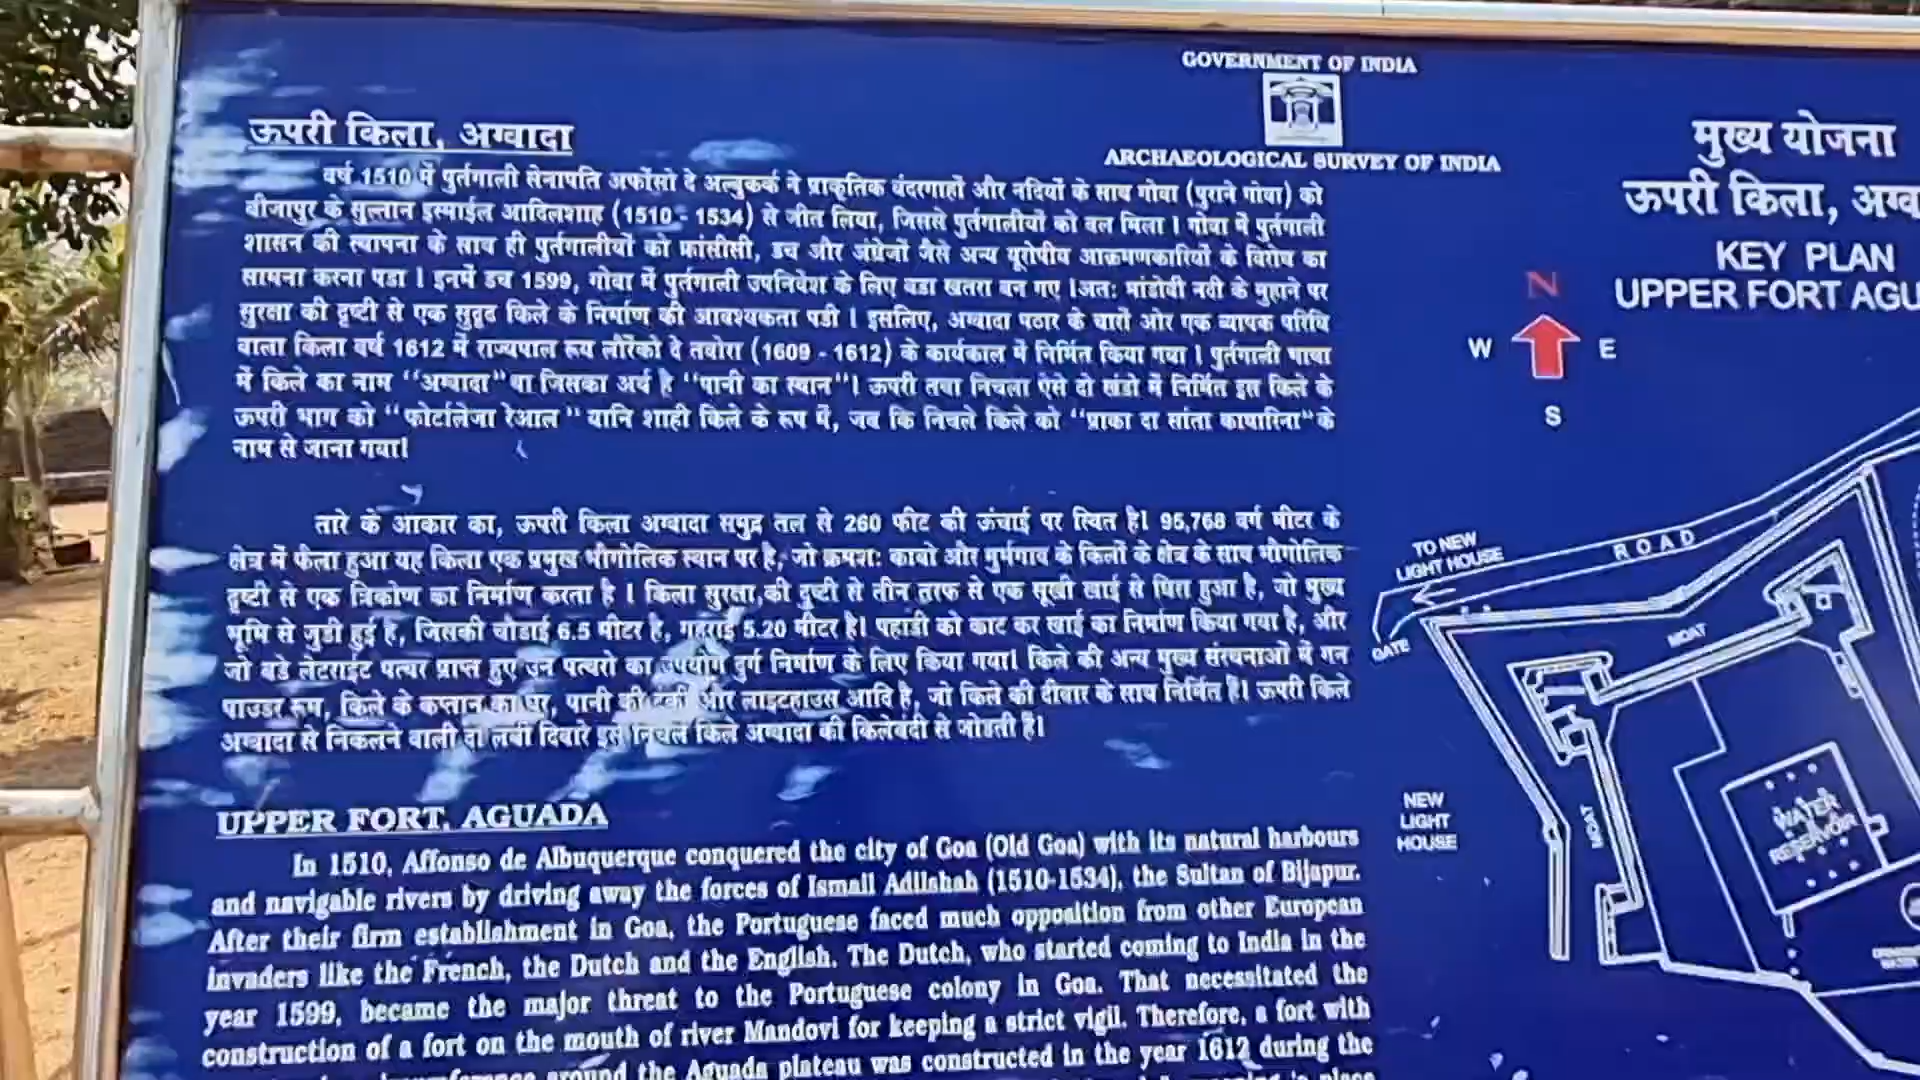 GOVERNMENT OF INDIA
ARCHAEOLOGICAL SURVEY OF INDIA
ऊपरी किला, अग्वादा
वर्ष 1510 में पुर्तगाली सेनापति अफोंसो दे अल्बुकर्क ने प्राकृतिक बंदरगाहों और नदियों के साथ गोवा (पुराने गोवा) को
बीजापुर के सुल्तान इस्माईल आदिलशाह (1510 - 1534) से जीत लिया, जिससे पुर्तगालीयों को बल मिला । गोवा में पुर्तगाली
शासन की स्थापना के साथ ही पुर्तगालीयों को फ्रांसीसी, डच और अंग्रेजों जैसे अन्य यूरोपीय आक्रमणकारियों के विरोध का
सामना करना पडा । इनमें डच 1599, गोवा में पुर्तगाली उपनिवेश के लिए बडा खतरा बन गए ।अतः मांडोवी नदी के मुहाने पर
सुरक्षा की दृष्टी से एक सुदृढ किले के निर्माण की आवश्यकता पडी । इसलिए, अग्वादा पठार के चारों ओर एक व्यापक परिधि
वाला किला वर्ष 1612 में राज्यपाल रूय लौरेंको दे तवोरा (1609 - 1612) के कार्यकाल में निर्मित किया गया । पुर्तगाली भाषा
में किले का नाम "अग्वादा" था जिसका अर्थ है "पानी का स्थान"। ऊपरी तथा निचला ऐसे दो खंडो में निर्मित इस किले के
ऊपरी भाग को "फोर्टालेजा रेआल" यानि शाही किले के रूप में, जब कि निचले किले को "प्राका दा सांता काथारिना" के
नाम से जाना गया।
तारे के आकार का, ऊपरी किला अग्वादा समुद्र तल से 260 फीट की ऊंचाई पर स्थित है। 95,768 वर्ग मीटर के
क्षेत्र में फैला हुआ यह किला एक प्रमुख भौगोलिक स्थान पर है, जो क्रमशः काबो और मुर्मगाव के किलों के क्षेत्र के साथ भौगोलिक
दृष्टी से एक त्रिकोण का निर्माण करता है । किला सुरक्षा की दृष्टी से तीन तरफ से एक सूखी खाई से घिरा हुआ है, जो मुख्य
भूमि से जुडी हुई है, जिसकी चौडाई 6.5 मीटर है, गहराई 5.20 मीटर है। पहाडी को काट कर खाई का निर्माण किया गया है, और
जो बडे लेटराईट पत्थर प्राप्त हुए उन पत्थरो का उपयोग दुर्ग निर्माण के लिए किया गया। किले की अन्य मुख्य संरचनाओं में गन
पाउडर रूम, किले के कप्तान का घर, पानी की टंकी और लाइटहाउस आदि है, जो किले की दीवार के साथ निर्मित है। ऊपरी किले
अग्वादा से निकलने वाली दो लंबी दिवारे इसे निचले किले अग्वादा की किलेबंदी से जोडती है।
UPPER FORT, AGUADA
In 1510, Affonso de Albuquerque conquered the city of Goa (Old Goa) with its natural harbours
and navigable rivers by driving away the forces of Ismail Adilshah (1510-1534), the Sultan of Bijapur.
After their firm establishment in Goa, the Portuguese faced much opposition from other European
invaders like the French, the Dutch and the English. The Dutch, who started coming to India in the
year 1599, became the major threat to the Portuguese colony in Goa. That necessitated the
construction of a fort on the mouth of river Mandovi for keeping a strict vigil. Therefore, a fort with
around the Aguada plateau was constructed in the year 1612 during the
मुख्य योजना
ऊपरी किला,
KEY PLAN
UPPER FORT
N
W E
S
TO NEW
LIGHT HOUSE
ROAD
GATE
MOAT
MOAT
NEW
LIGHT
HOUSE
WATER
RESERVOIR